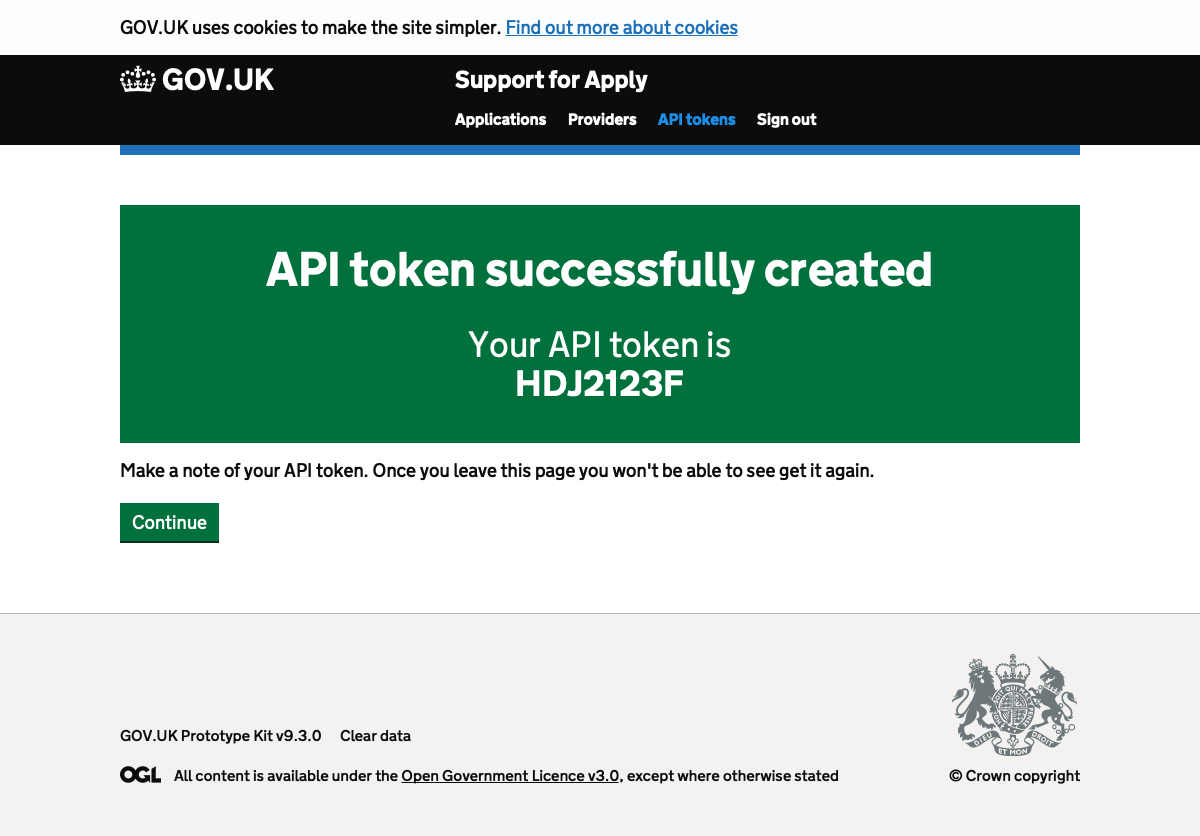 GOV.UK uses cookies to make the site simpler. Find out more about cookies
GOV.UK
Support for Apply
Applications Providers API tokens Sign out
API token successfully created
Your API token is
HDJ2123F
Make a note of your API token. Once you leave this page you won't be able to see get it again.
Continue
GOV.UK Prototype Kit v9.3.0 Clear data
OGL All content is available under the Open Government Licence v3.0, except where otherwise stated
DIEU ET MON DROIT
© Crown copyright